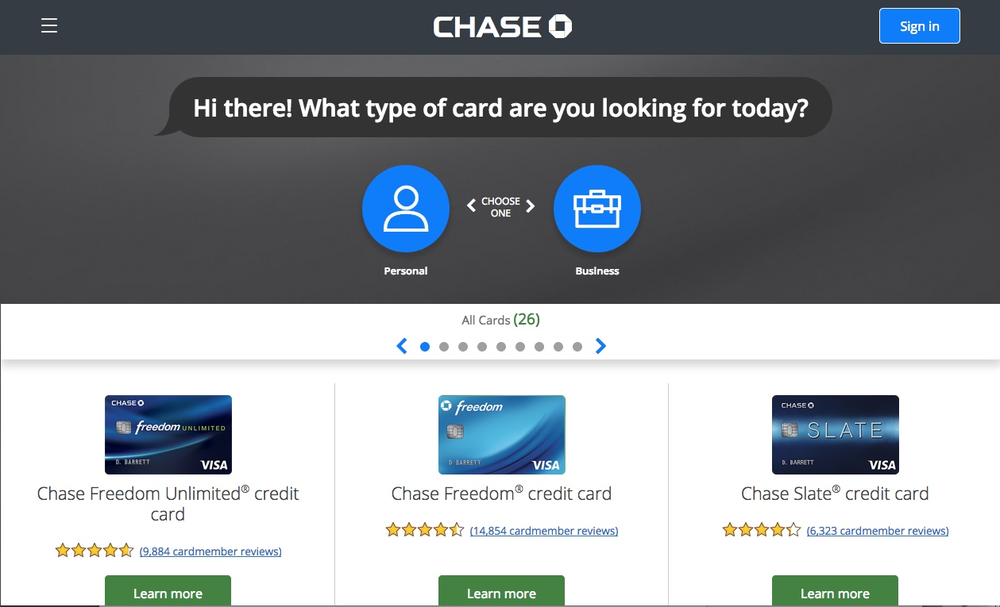 CHASE
Sign in
Hi there! What type of card are you looking for today?
CHOOSE
ONE
Personal
Business
All Cards (26)
CHASE
freedom UNLIMITED
D. BARRETT
VISA
Chase Freedom Unlimited® credit
card
(9,884 cardmember reviews)
Learn more
freedom
D. BARRETT
VISA
Chase Freedom® credit card
(14,854 cardmember reviews)
Learn more
CHASE
SLATE
D. BARRETT
VISA
Chase Slate® credit card
(6,323 cardmember reviews)
Learn more